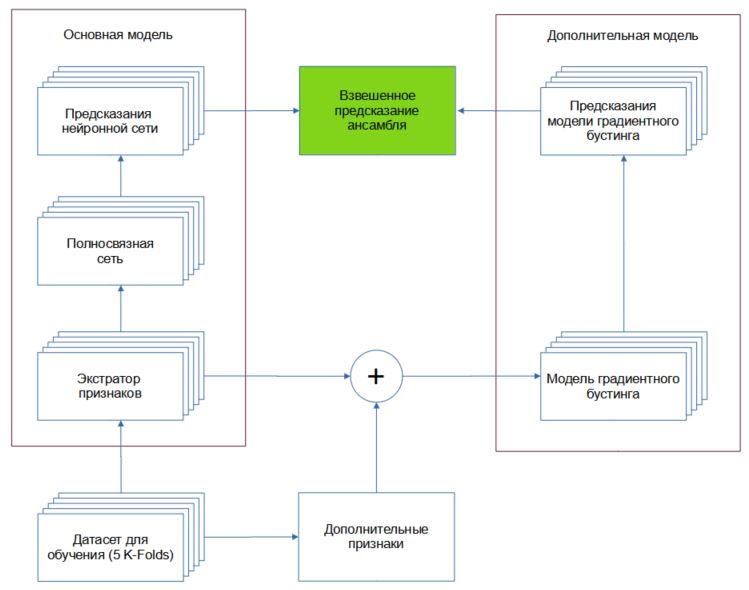 Основная модель
Дополнительная модель
Предсказания
нейронной сети
Взвешенное
предсказание
ансамбля
Предсказания
модели градиентного
бустинга
Полносвязная
сеть
Экстратор
признаков
+
Модель градиентного
бустинга
Датасет для
обучения (5 K-Folds)
Дополнительные
признаки